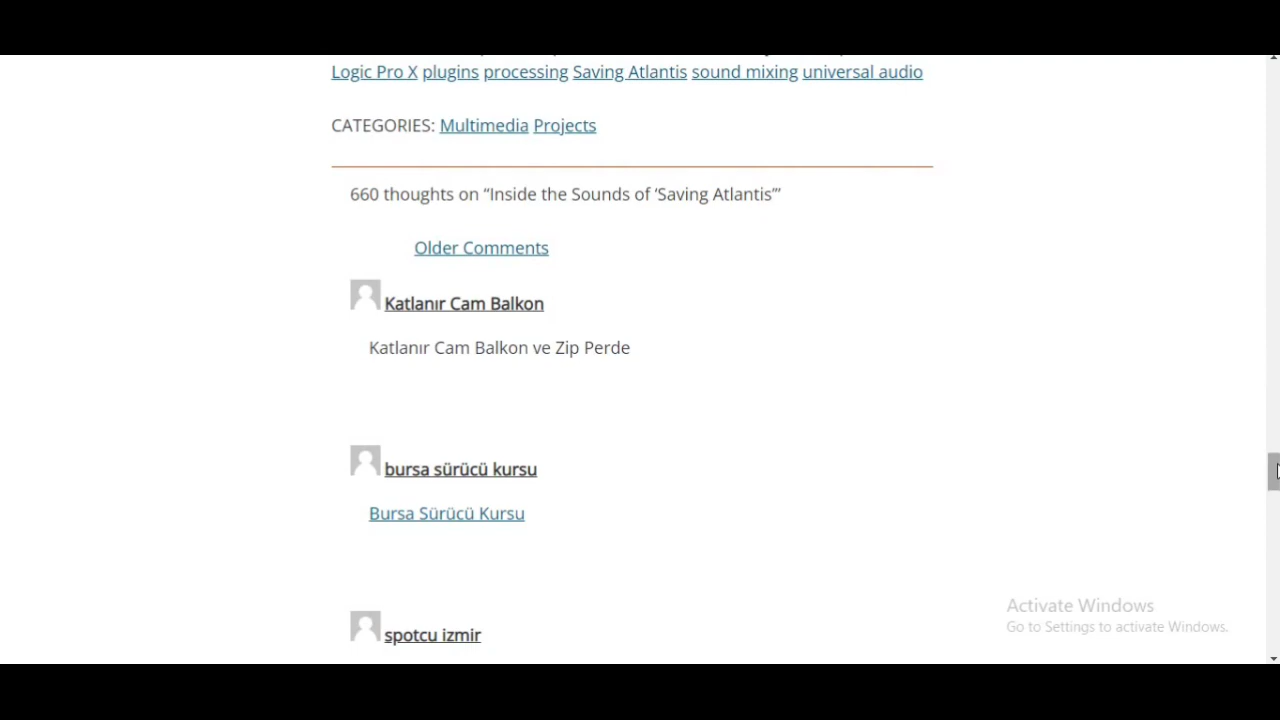 Logic Pro X plugins processing Saving Atlantis sound mixing universal audio
CATEGORIES: Multimedia Projects
660 thoughts on “Inside the Sounds of ‘Saving Atlantis’”
Older Comments
Katlanır Cam Balkon
Katlanır Cam Balkon ve Zip Perde
bursa sürücü kursu
Bursa Sürücü Kursu
spotcu izmir
Activate Windows
Go to Settings to activate Windows.